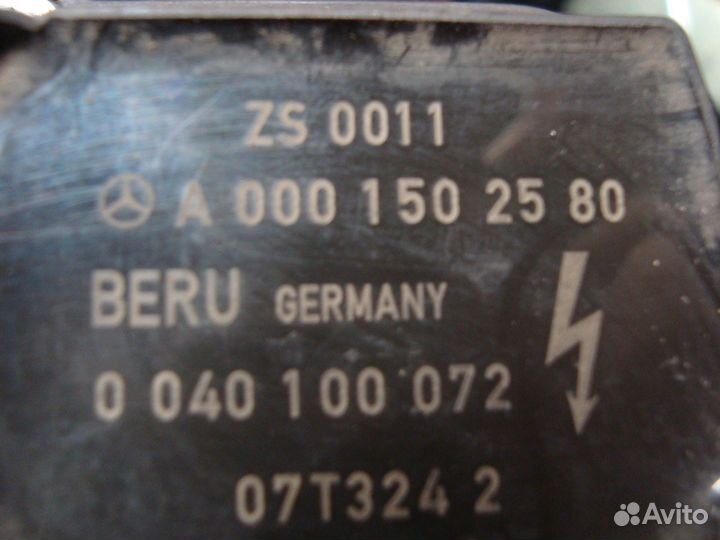 ZS 0011
A 000 150 25 80
BERU GERMANY
0 040 100 072
07T324 2
Avito